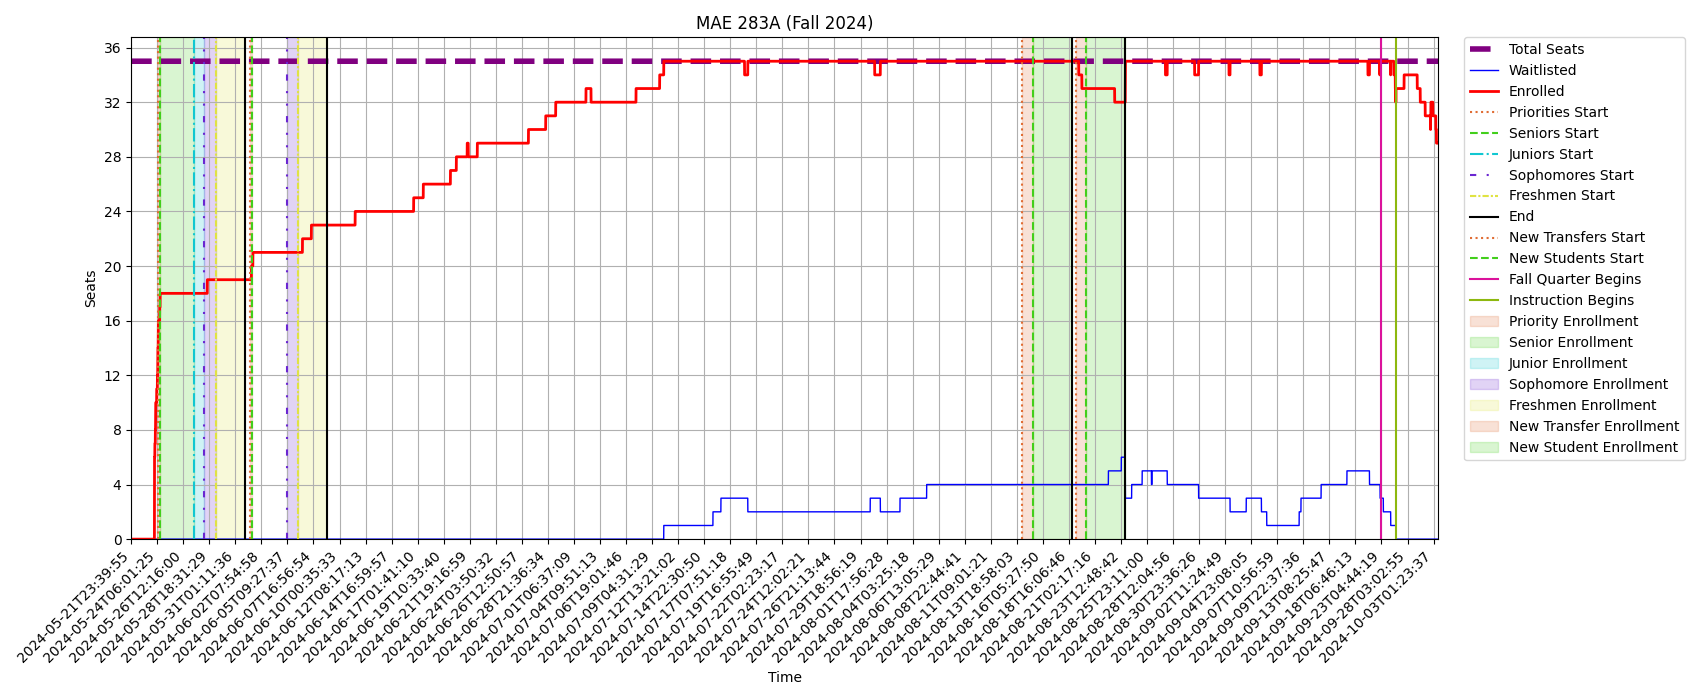 MAE 283A (Fall 2024)
Seats
36
32
28
24
20
16
12
8
4
0
2024-05-21T23:39:55
2024-05-24T06:01:25
2024-05-26T12:16:00
2024-05-28T18:31:29
2024-05-31T01:11:36
2024-06-02T07:54:59
2024-06-05T09:27:37
2024-06-07T16:56:54
2024-06-10T00:35:33
2024-06-12T08:17:13
2024-06-14T16:59:57
2024-06-17T01:41:10
2024-06-19T10:33:40
2024-06-21T19:16:59
2024-06-24T03:50:32
2024-06-26T12:50:57
2024-06-28T21:36:34
2024-07-01T06:37:09
2024-07-04T09:51:13
2024-07-06T19:01:46
2024-07-09T04:31:29
2024-07-12T13:21:02
2024-07-14T22:30:50
2024-07-17T07:51:18
2024-07-19T16:55:49
2024-07-22T02:23:17
2024-07-24T12:02:21
2024-07-26T21:13:44
2024-07-29T18:56:19
2024-08-01T17:56:28
2024-08-04T03:25:18
2024-08-06T13:05:29
2024-08-08T22:44:41
2024-08-11T09:01:23
2024-08-13T18:58:03
2024-08-16T05:27:50
2024-08-18T16:06:46
2024-08-21T02:17:16
2024-08-23T12:48:42
2024-08-25T23:11:00
2024-08-28T12:04:56
2024-08-30T23:36:26
2024-09-02T11:24:49
2024-09-04T23:08:05
2024-09-07T10:56:59
2024-09-09T22:37:36
2024-09-13T08:25:47
2024-09-18T06:46:13
2024-09-23T04:44:19
2024-09-28T03:02:55
2024-10-03T01:23:37
Time
Total Seats
Waitlisted
Enrolled
Priorities Start
Seniors Start
Juniors Start
Sophomores Start
Freshmen Start
End
New Transfers Start
New Students Start
Fall Quarter Begins
Instruction Begins
Priority Enrollment
Senior Enrollment
Junior Enrollment
Sophomore Enrollment
Freshmen Enrollment
New Transfer Enrollment
New Student Enrollment